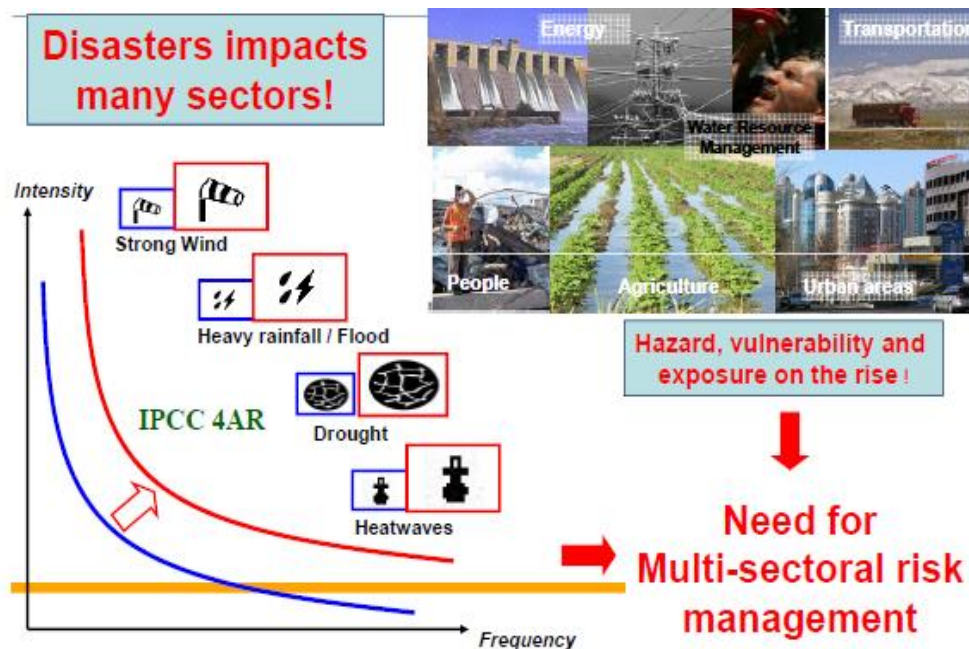 Disasters impacts
many sectors!
Energy
Transportation
Water Resource
Management
People
Agriculture
Urban areas
Intensity
Strong Wind
Heavy rainfall / Flood
Drought
Heatwaves
IPCC 4AR
Frequency
Hazard, vulnerability and
exposure on the rise !
Need for
Multi-sectoral risk
management